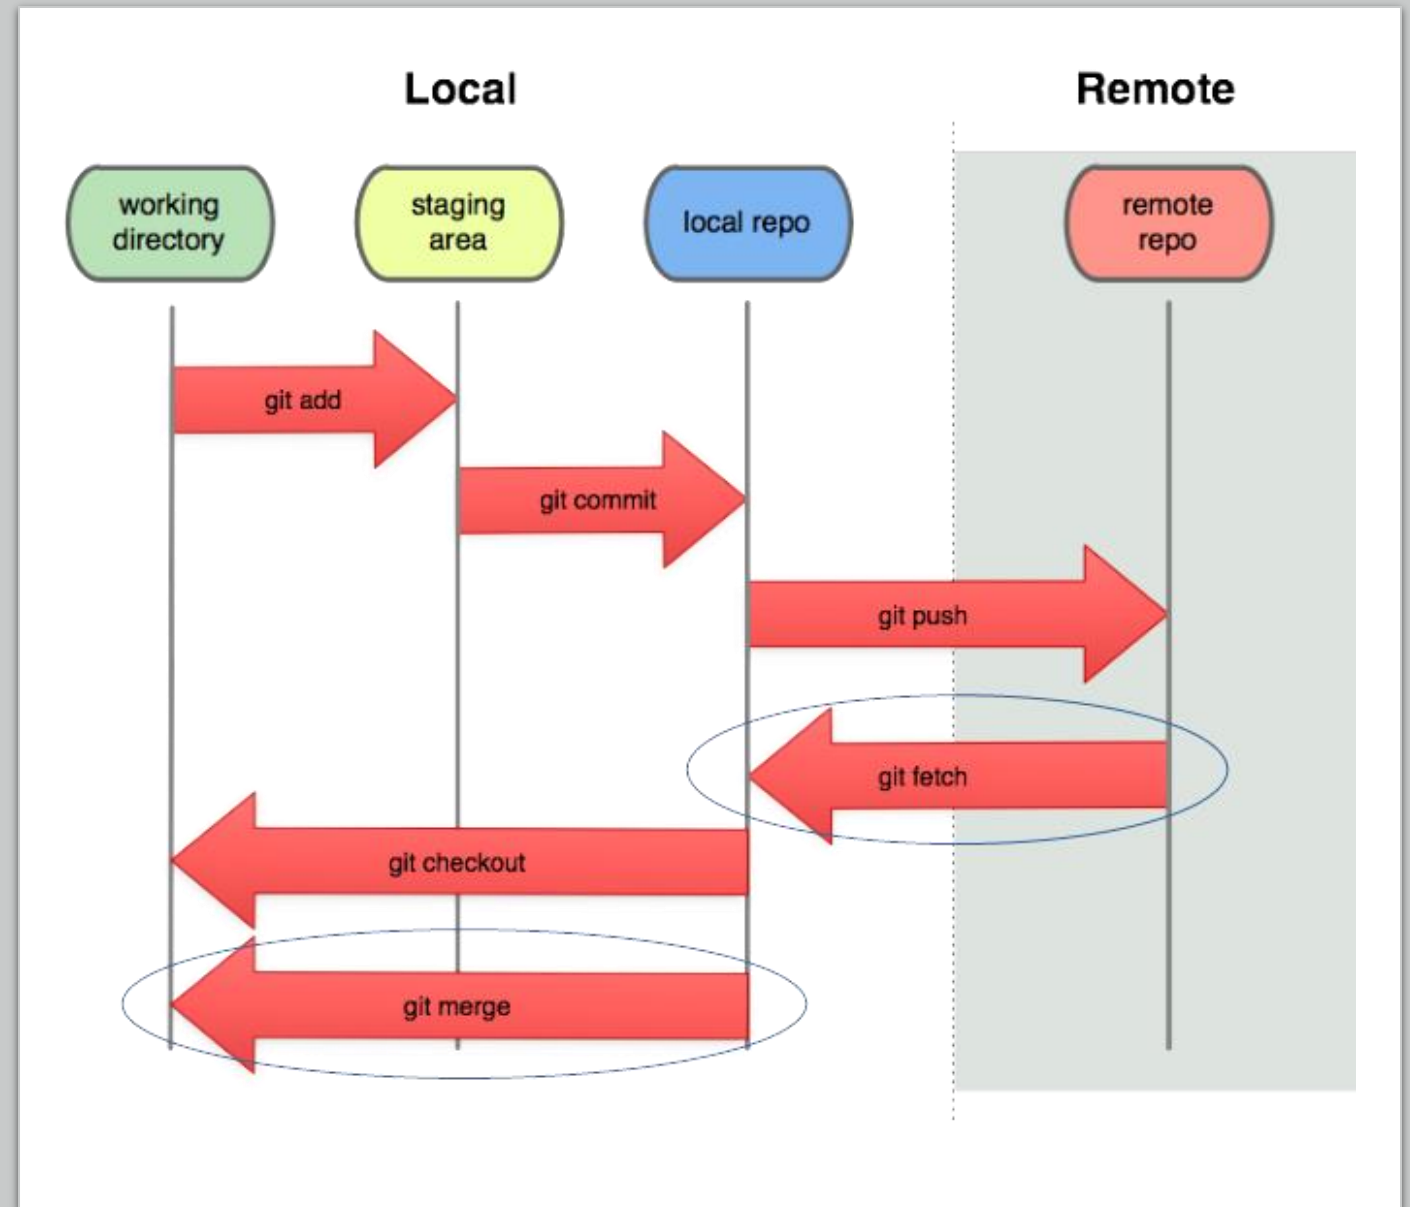 Local
Remote
working
directory
staging
area
local repo
remote
repo
git add
git commit
git push
git fetch
git checkout
git merge